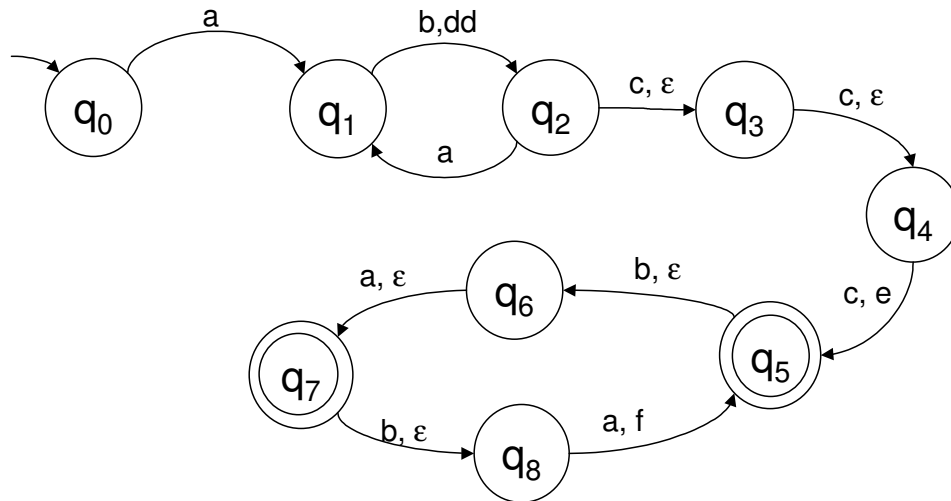 a
b,dd
q₀
q₁
q₂
c, ε
q₃
c, ε
a
q₄
a, ε
q₆
b, ε
c, e
q₇
q₅
b, ε
q₈
a, f